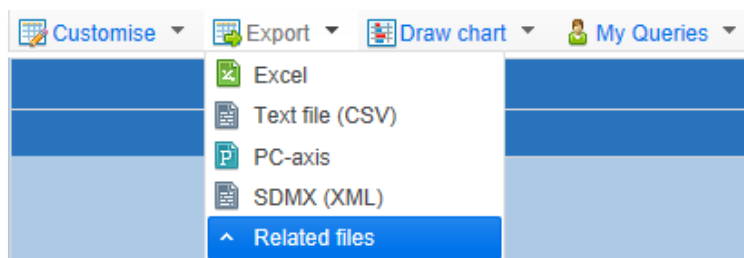 Customise Export Draw chart My Queries
Excel
Text file (CSV)
PC-axis
SDMX (XML)
Related files